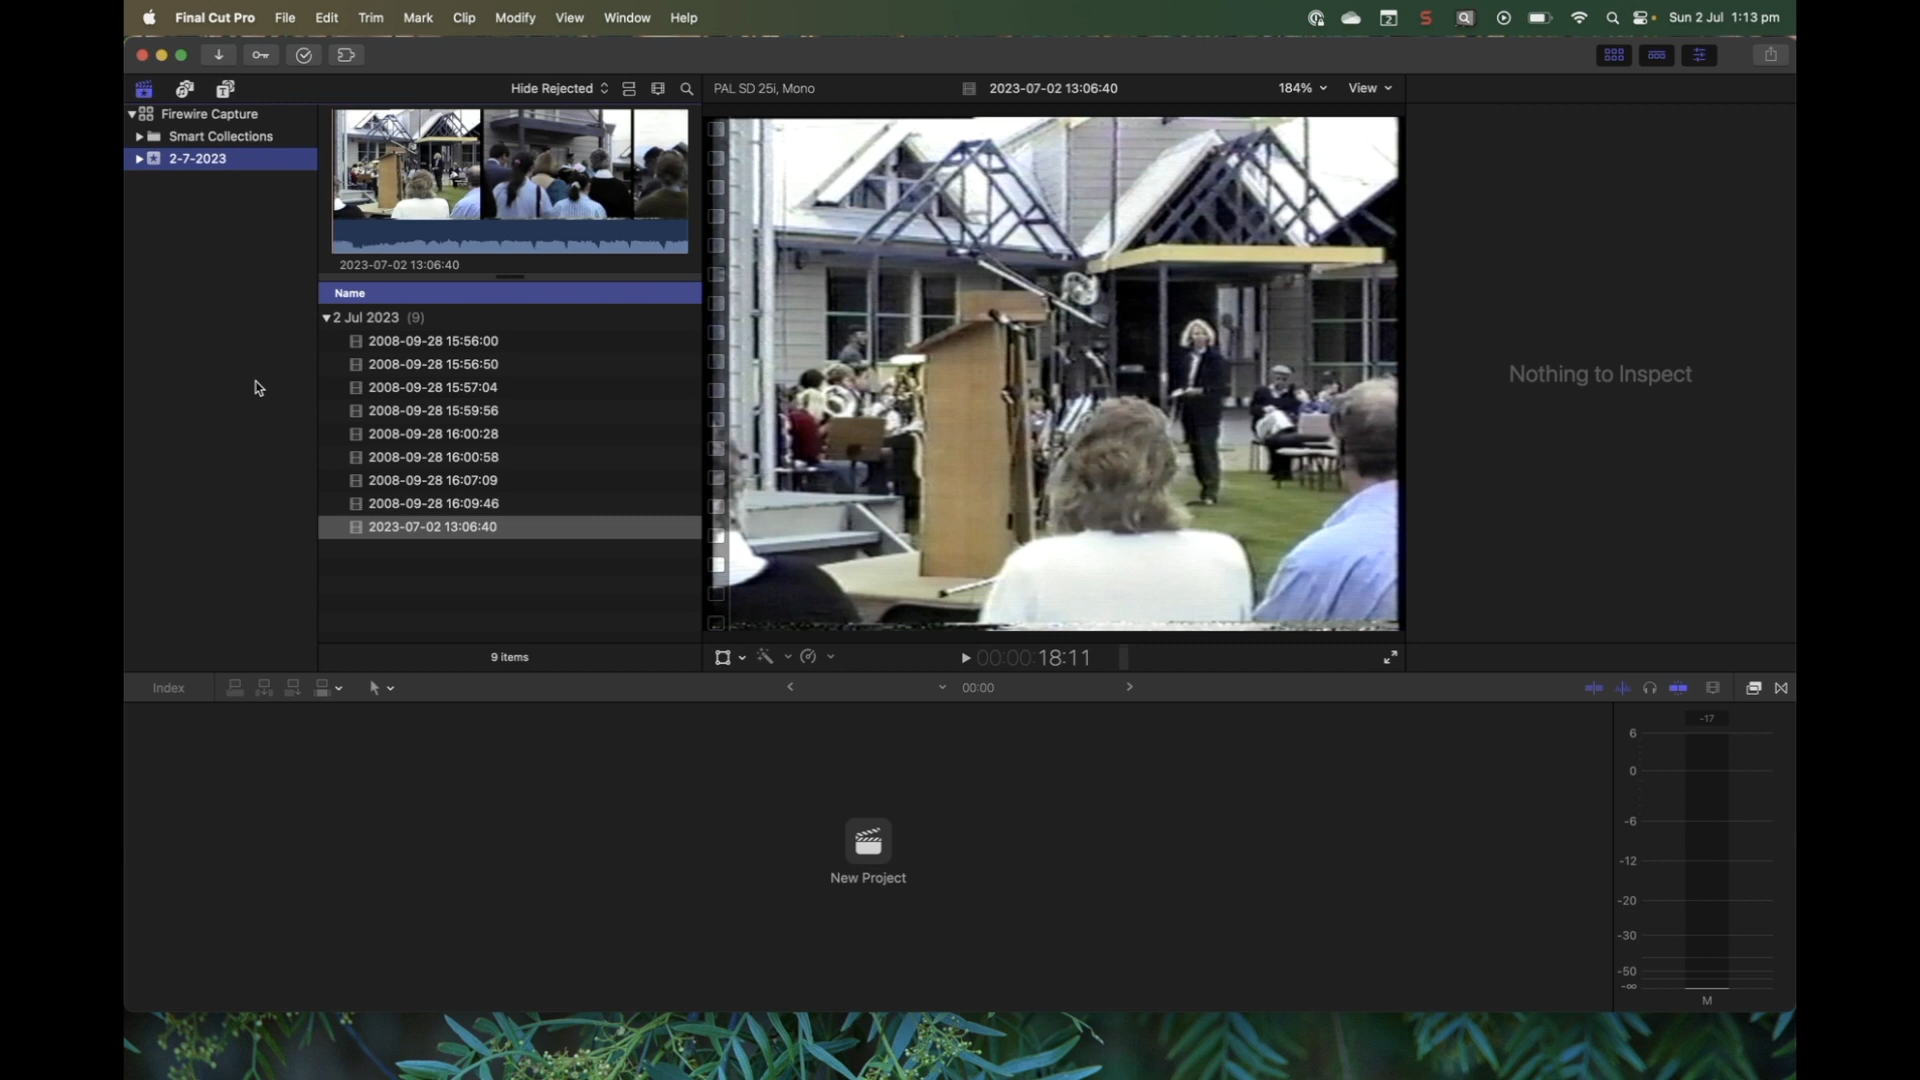 Final Cut Pro File Edit Trim Mark Clip Modify View Window Help 2 S Sun 2 Jul 1:13 pm
Hide Rejected PAL SD 25i, Mono 2023-07-02 13:06:40 184% View
Firewire Capture
Smart Collections
2-7-2023
2023-07-02 13:06:40
Name
2 Jul 2023 (9)
2008-09-28 15:56:00
2008-09-28 15:56:50
2008-09-28 15:57:04
2008-09-28 15:59:56
2008-09-28 16:00:28
2008-09-28 16:00:58
2008-09-28 16:07:09
2008-09-28 16:09:46
2023-07-02 13:06:40
Nothing to Inspect
9 items 00:00:18:11
Index 00:00
New Project
-17
6
0
-6
-12
-20
-30
-50
-∞
M